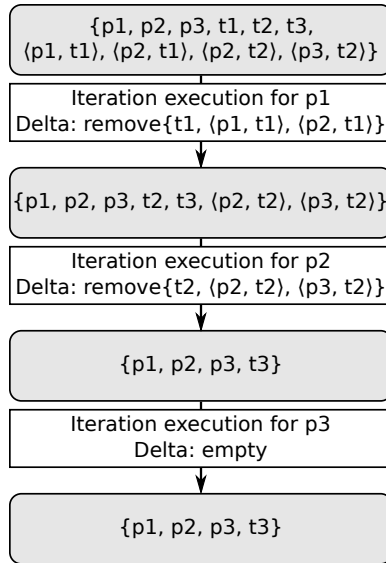 {p1, p2, p3, t1, t2, t3,
⟨p1, t1⟩, ⟨p2, t1⟩, ⟨p2, t2⟩, ⟨p3, t2⟩}
Iteration execution for p1
Delta: remove{t1, ⟨p1, t1⟩, ⟨p2, t1⟩}
{p1, p2, p3, t2, t3, ⟨p2, t2⟩, ⟨p3, t2⟩}
Iteration execution for p2
Delta: remove{t2, ⟨p2, t2⟩, ⟨p3, t2⟩}
{p1, p2, p3, t3}
Iteration execution for p3
Delta: empty
{p1, p2, p3, t3}